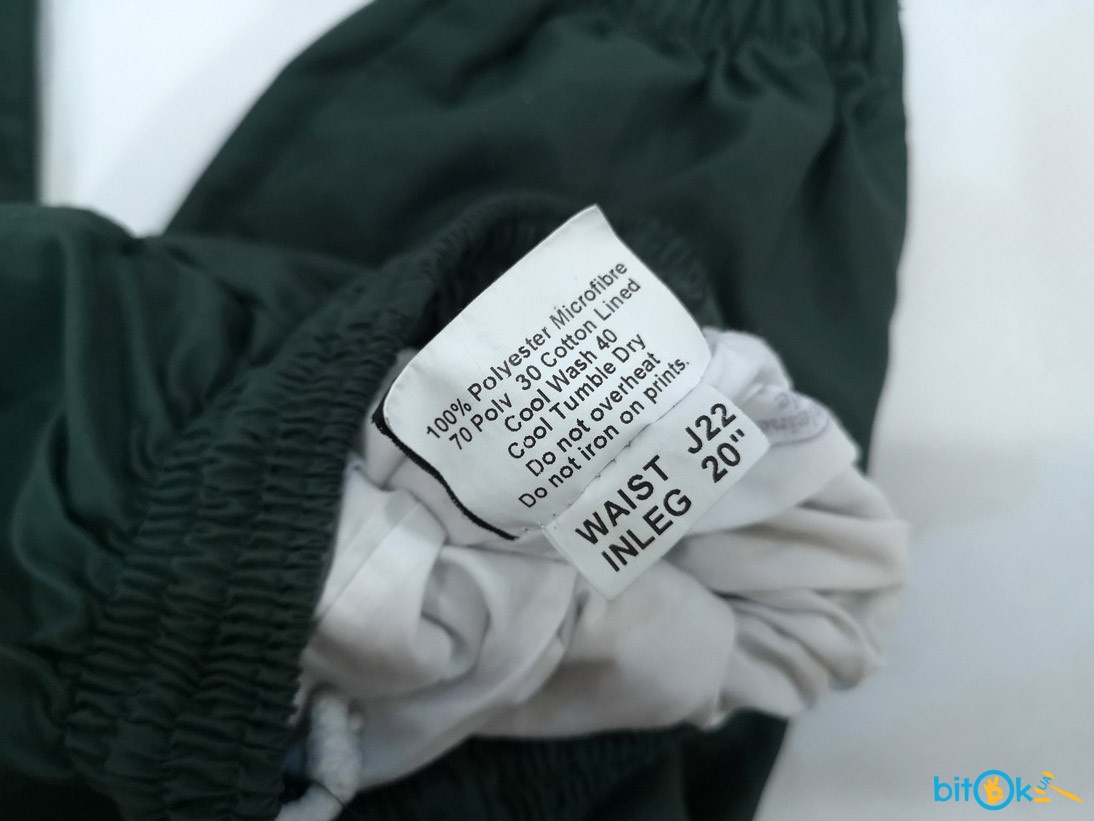 100% Polyester Microfibre
70 Poly 30 Cotton Lined
Cool Wash 40
Cool Tumble Dry
Do not overheat
Do not iron on prints.
WAIST J22
INLEG 20"
bitOk
UA